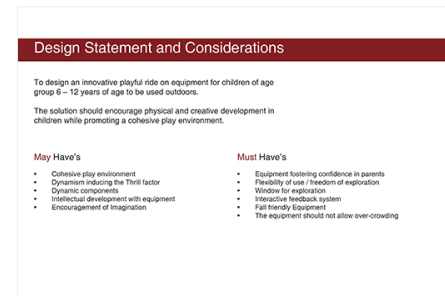 Design Statement and Considerations
To design an innovative playful ride on equipment for children of age
group 6 – 12 years of age to be used outdoors.
The solution should encourage physical and creative development in
children while promoting a cohesive play environment.
May Have's
• Cohesive play environment
• Dynamism inducing the Thrill factor
• Dynamic components
• Intellectual development with equipment
• Encouragement of Imagination
Must Have's
• Equipment fostering confidence in parents
• Flexibility of use / freedom of exploration
• Window for exploration
• Interactive feedback system
• Fall friendly Equipment
• The equipment should not allow over-crowding